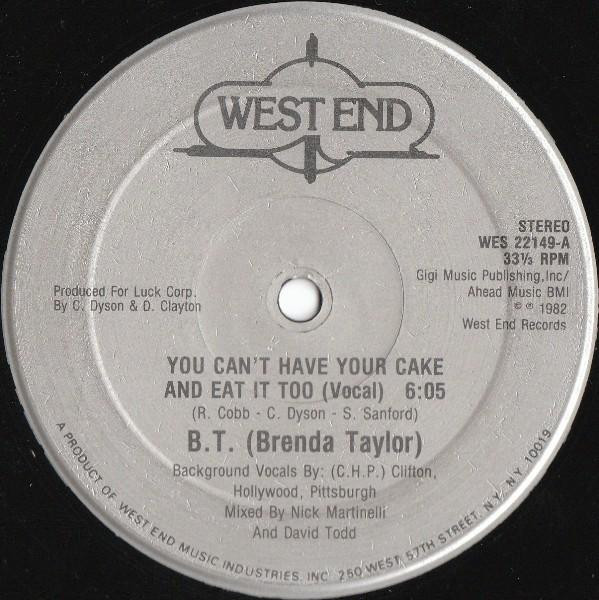 WEST END
STEREO
WES 22149-A
33⅓ RPM
Gigi Music Publishing,Inc/
Ahead Music BMI
© ℗ 1982
West End Records
Produced For Luck Corp.
By C. Dyson & D. Clayton
YOU CAN'T HAVE YOUR CAKE
AND EAT IT TOO (Vocal) 6:05
(R. Cobb - C. Dyson - S. Sanford)
B.T. (Brenda Taylor)
Background Vocals By: (C.H.P.) Clifton,
Hollywood, Pittsburgh
Mixed By Nick Martinelli
And David Todd
A PRODUCT OF WEST END MUSIC INDUSTRIES, INC 250 WEST 57TH STREET, N.Y., N.Y. 10019